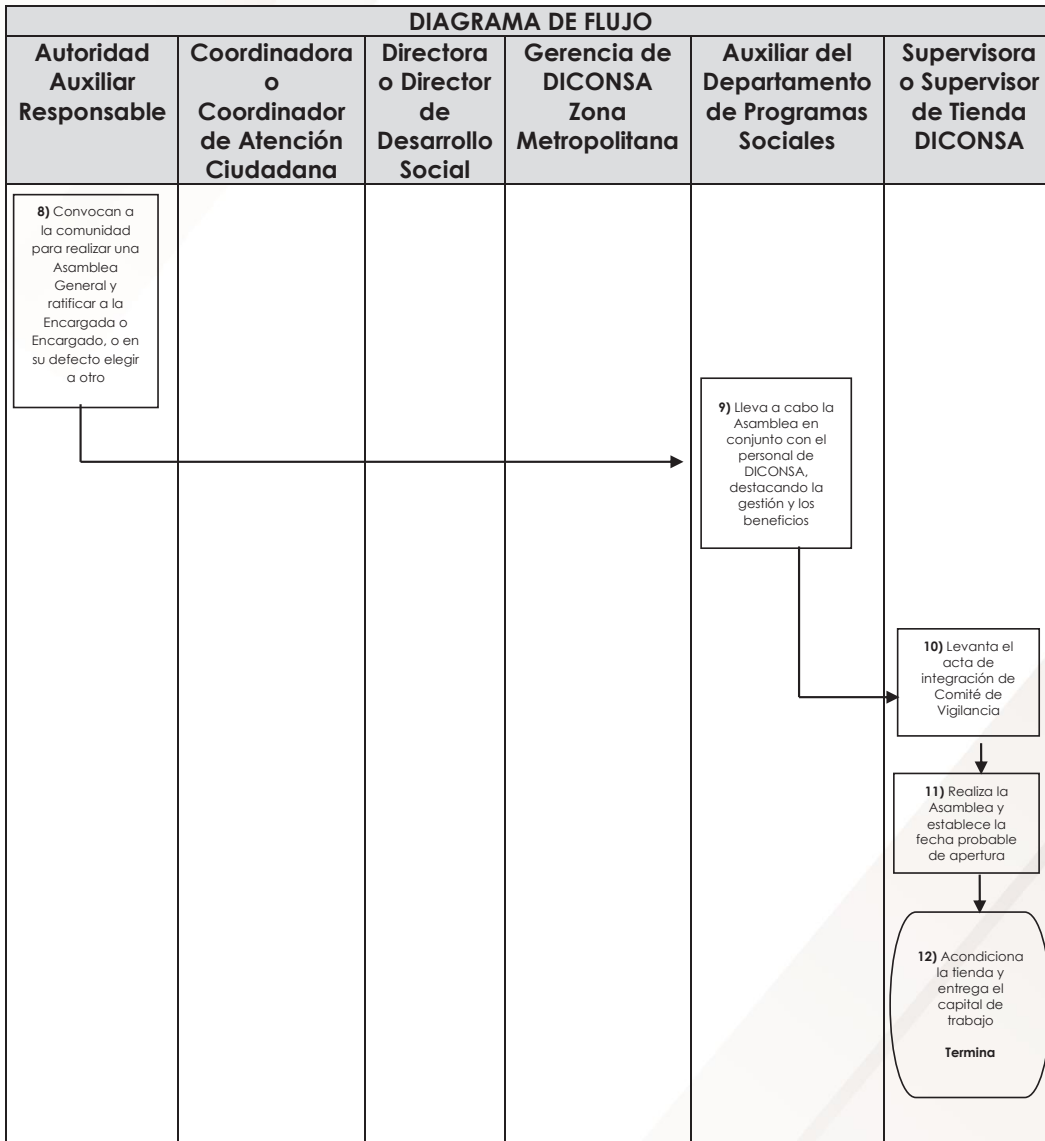 DIAGRAMA DE FLUJO
Autoridad
Auxiliar
Responsable
Coordinadora
o
Coordinador
de Atención
Ciudadana
Directora
o Director
de
Desarrollo
Social
Gerencia de
DICONSA
Zona
Metropolitana
Auxiliar del
Departamento
de Programas
Sociales
Supervisora
o Supervisor
de Tienda
DICONSA
8) Convocan a
la comunidad
para realizar una
Asamblea
General y
ratificar a la
Encargada o
Encargado, o en
su defecto elegir
a otro
9) Lleva a cabo la
Asamblea en
conjunto con el
personal de
DICONSA,
destacando la
gestión y los
beneficios
10) Levanta el
acta de
integración de
Comité de
Vigilancia
11) Realiza la
Asamblea y
establece la
fecha probable
de apertura
12) Acondiciona
la tienda y
entrega el
capital de
trabajo
Termina